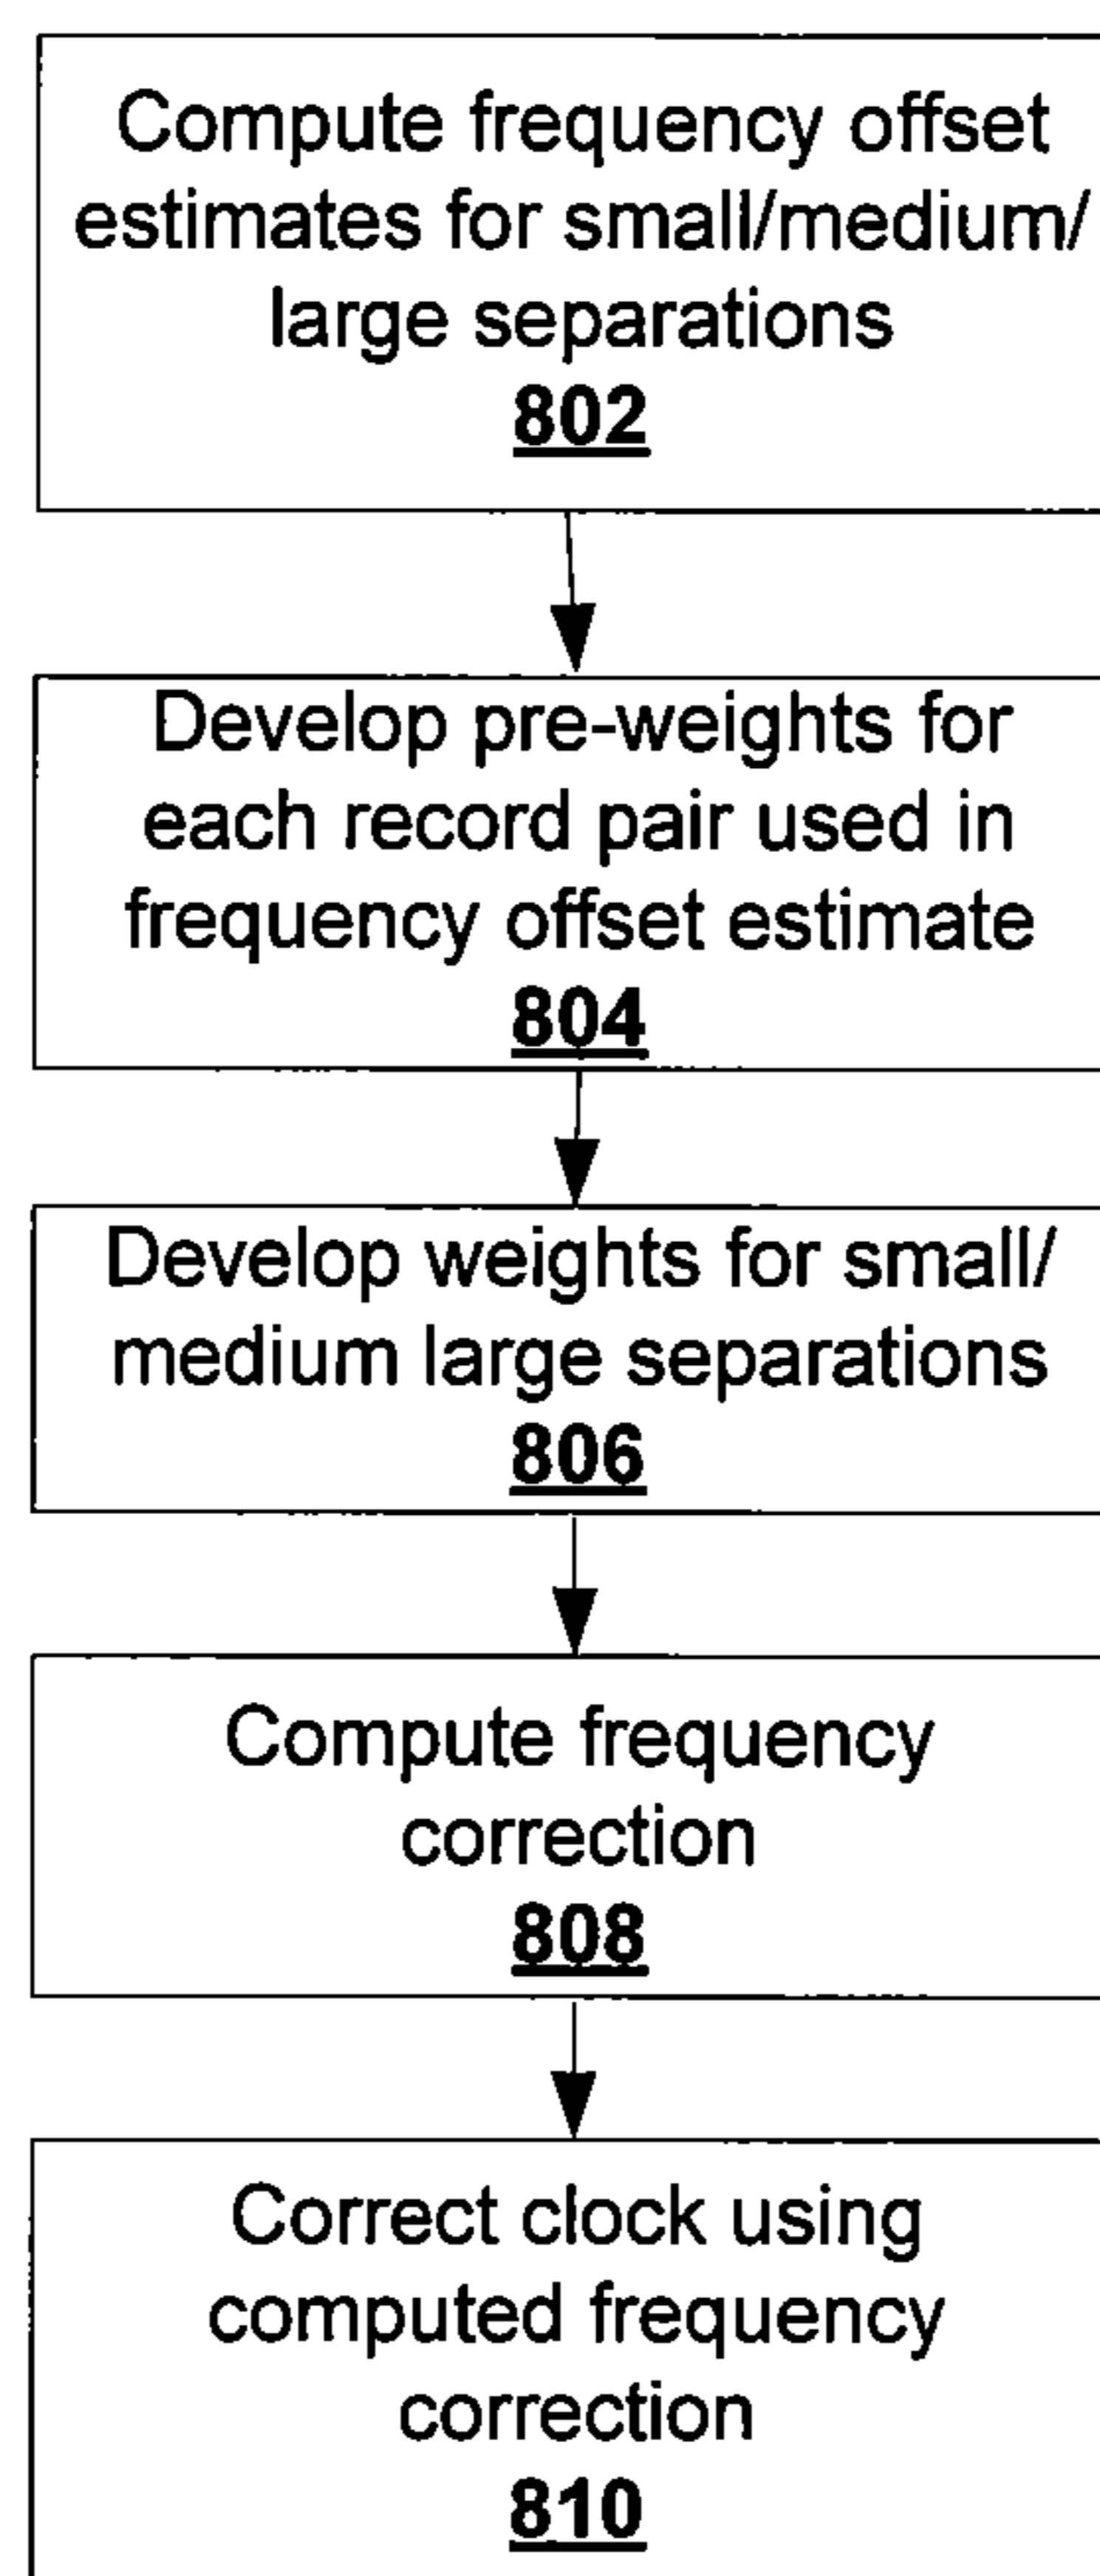 Compute frequency offset
estimates for small/medium/
large separations
802
Develop pre-weights for
each record pair used in
frequency offset estimate
804
Develop weights for small/
medium large separations
806
Compute frequency
correction
808
Correct clock using
computed frequency
correction
810